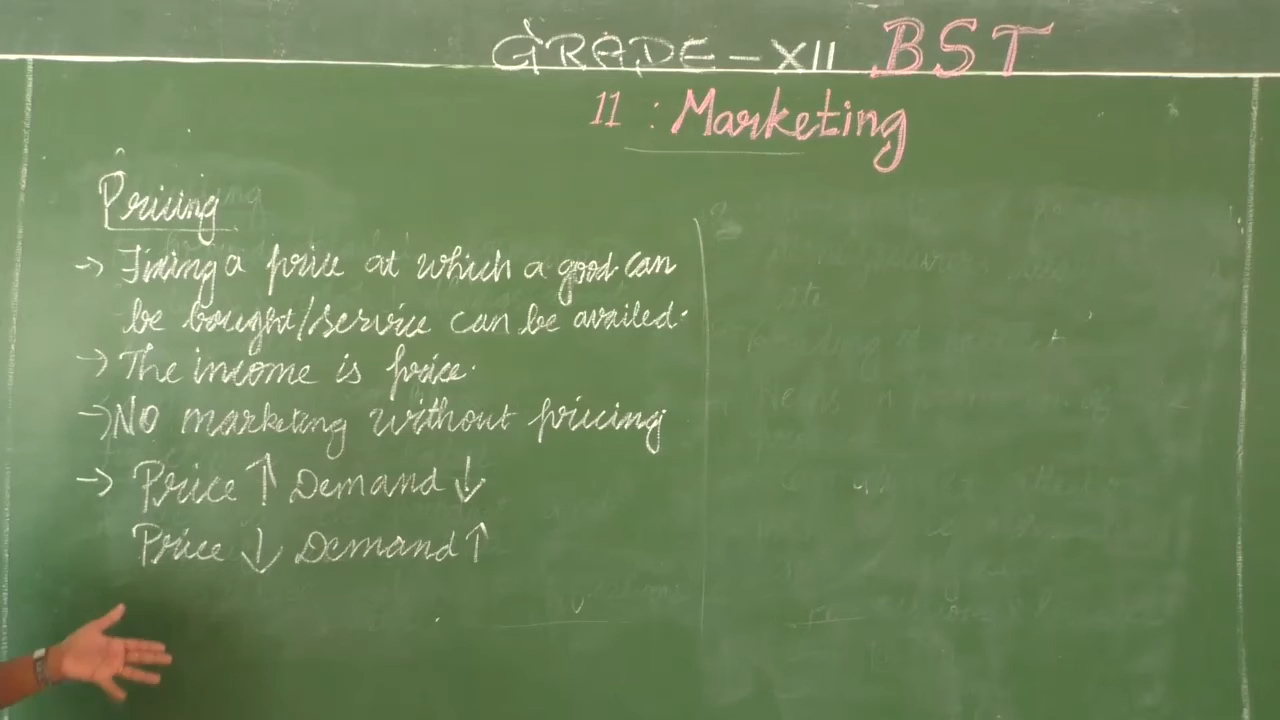 GRADE - XII BST
11 : Marketing
Pricing
→ Fixing a price at which a good can
be bought/service can be availed.
→ The income is price.
→ No marketing without pricing
→ Price ↑ Demand ↓
Price ↓ Demand ↑